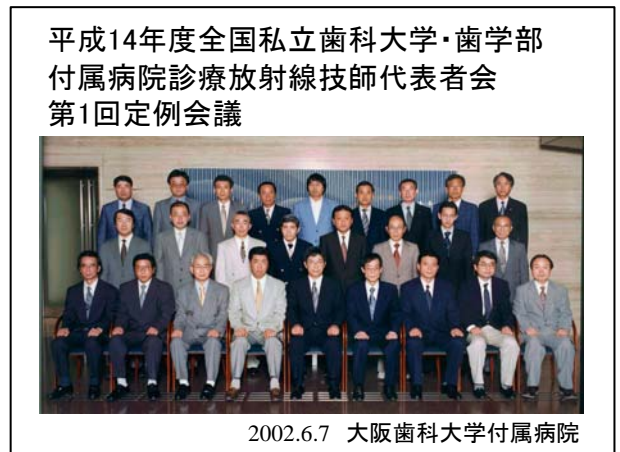 平成14年度全国私立歯科大学・歯学部
付属病院診療放射線技師代表者会
第1回定例会議
2002.6.7 大阪歯科大学付属病院